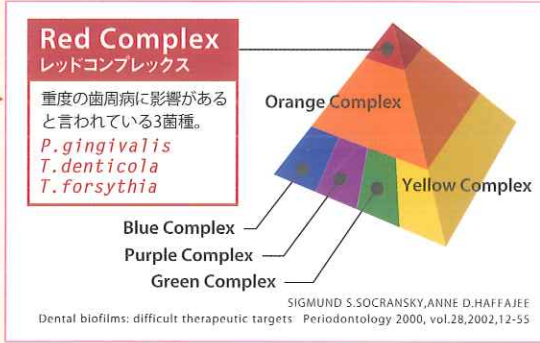 Red Complex
レッドコンプレックス
重度の歯周病に影響がある
と言われている3菌種。
P.gingivalis
T.denticola
T.forsythia
Orange Complex
Yellow Complex
Blue Complex
Purple Complex
Green Complex
SIGMUND S.SOCRANSKY,ANNE D.HAFFAJEE
Dental biofilms: difficult therapeutic targets Periodontology 2000, vol.28,2002,12-55